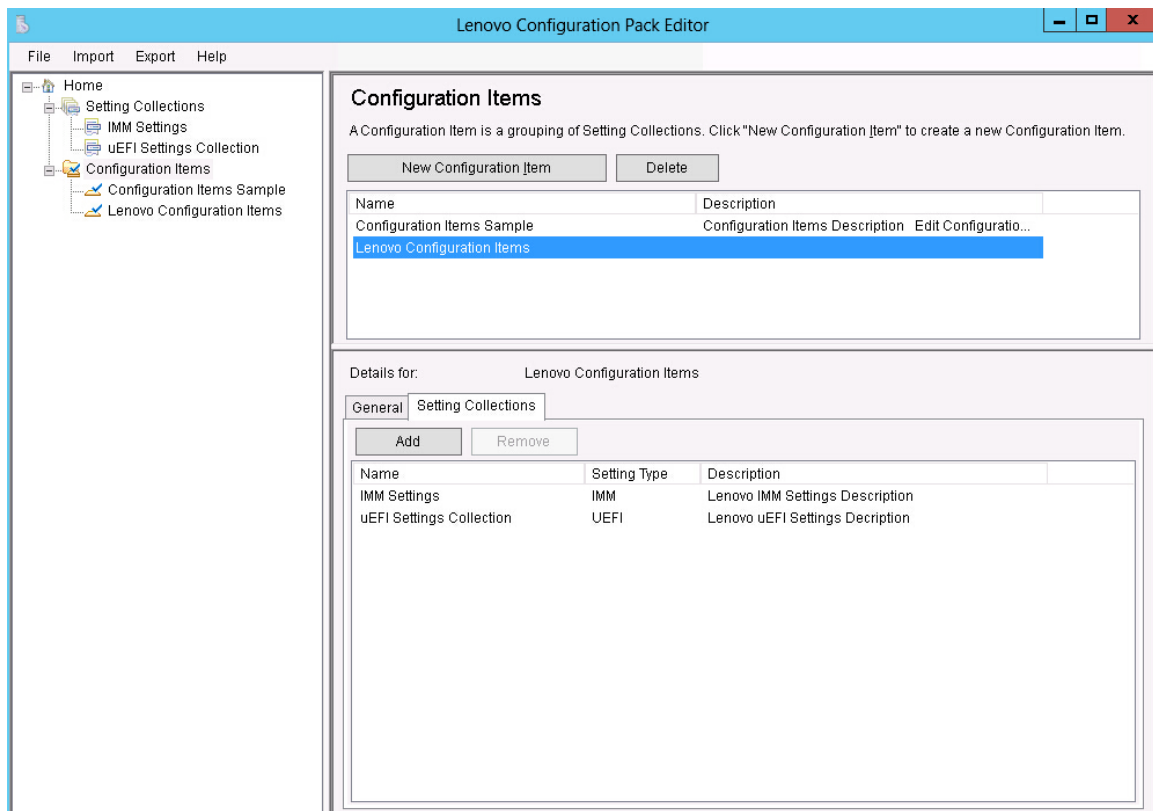 Lenovo Configuration Pack Editor
File Import Export Help
Home
Setting Collections
IMM Settings
uEFI Settings Collection
Configuration Items
Configuration Items Sample
Lenovo Configuration Items
Configuration Items
A Configuration Item is a grouping of Setting Collections. Click "New Configuration Item" to create a new Configuration Item.
New Configuration Item Delete
Name Description
Configuration Items Sample Configuration Items Description Edit Configuratio...
Lenovo Configuration Items
Details for: Lenovo Configuration Items
General Setting Collections
Add Remove
Name Setting Type Description
IMM Settings IMM Lenovo IMM Settings Description
uEFI Settings Collection UEFI Lenovo uEFI Settings Decription